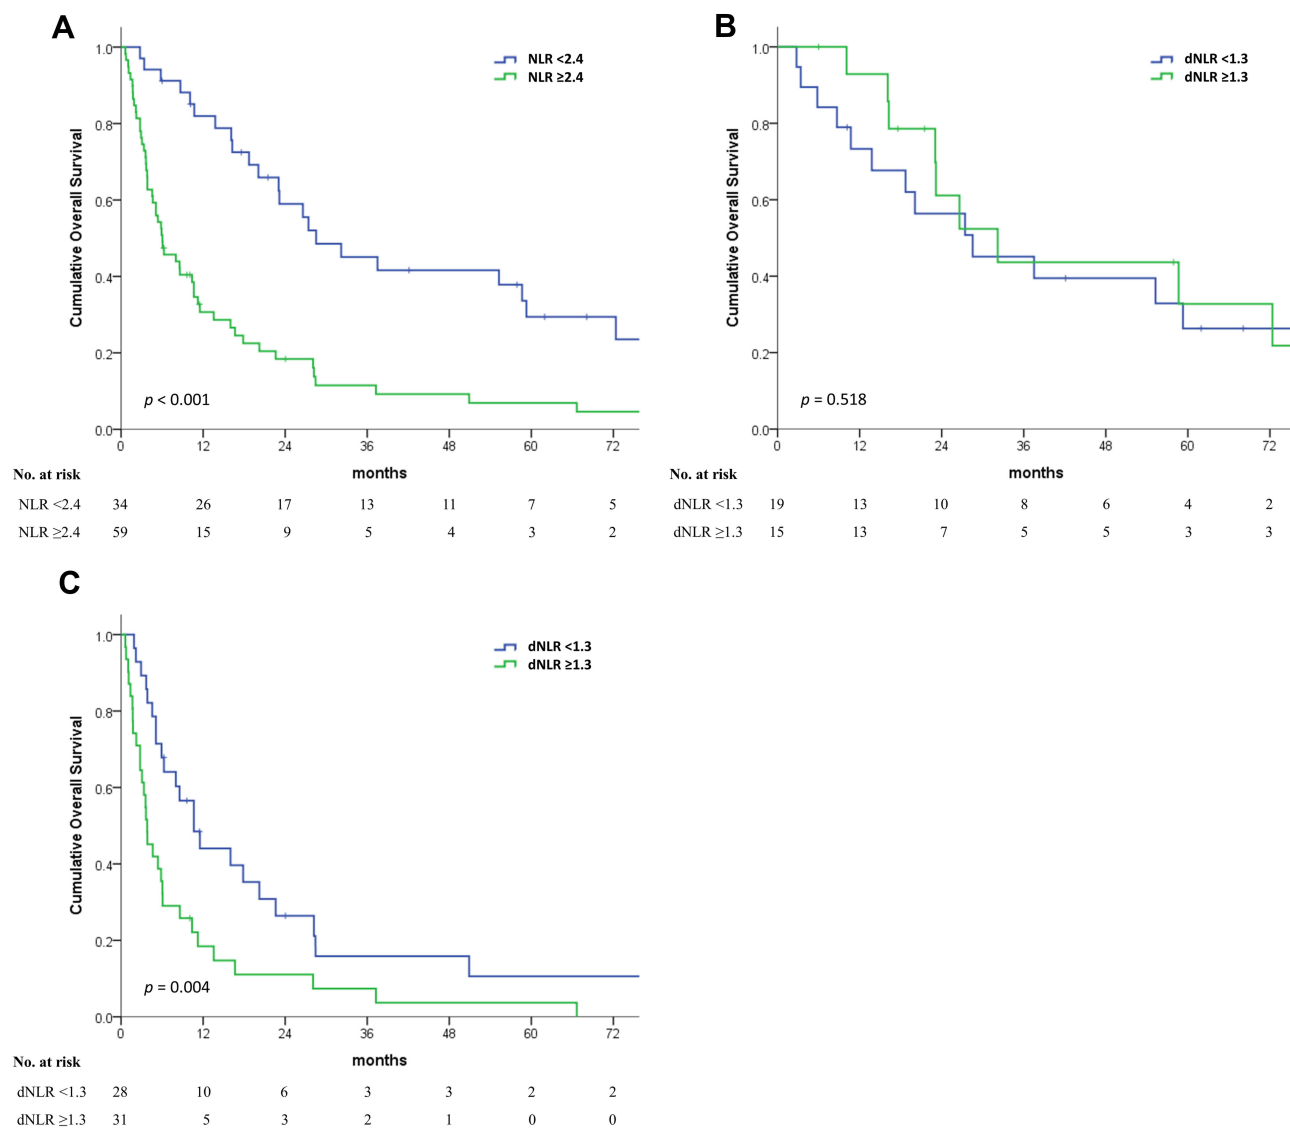 A
NLR <2.4
NLR ≥2.4
Cumulative Overall Survival
1.0
0.8
0.6
0.4
0.2
0.0
p < 0.001
0 12 24 36 48 60 72
months
No. at risk
NLR <2.4 34 26 17 13 11 7 5
NLR ≥2.4 59 15 9 5 4 3 2
B
dNLR <1.3
dNLR ≥1.3
Cumulative Overall Survival
1.0
0.8
0.6
0.4
0.2
0.0
p = 0.518
0 12 24 36 48 60 72
months
No. at risk
dNLR <1.3 19 13 10 8 6 4 2
dNLR ≥1.3 15 13 7 5 5 3 3
C
dNLR <1.3
dNLR ≥1.3
Cumulative Overall Survival
1.0
0.8
0.6
0.4
0.2
0.0
p = 0.004
0 12 24 36 48 60 72
months
No. at risk
dNLR <1.3 28 10 6 3 3 2 2
dNLR ≥1.3 31 5 3 2 1 0 0